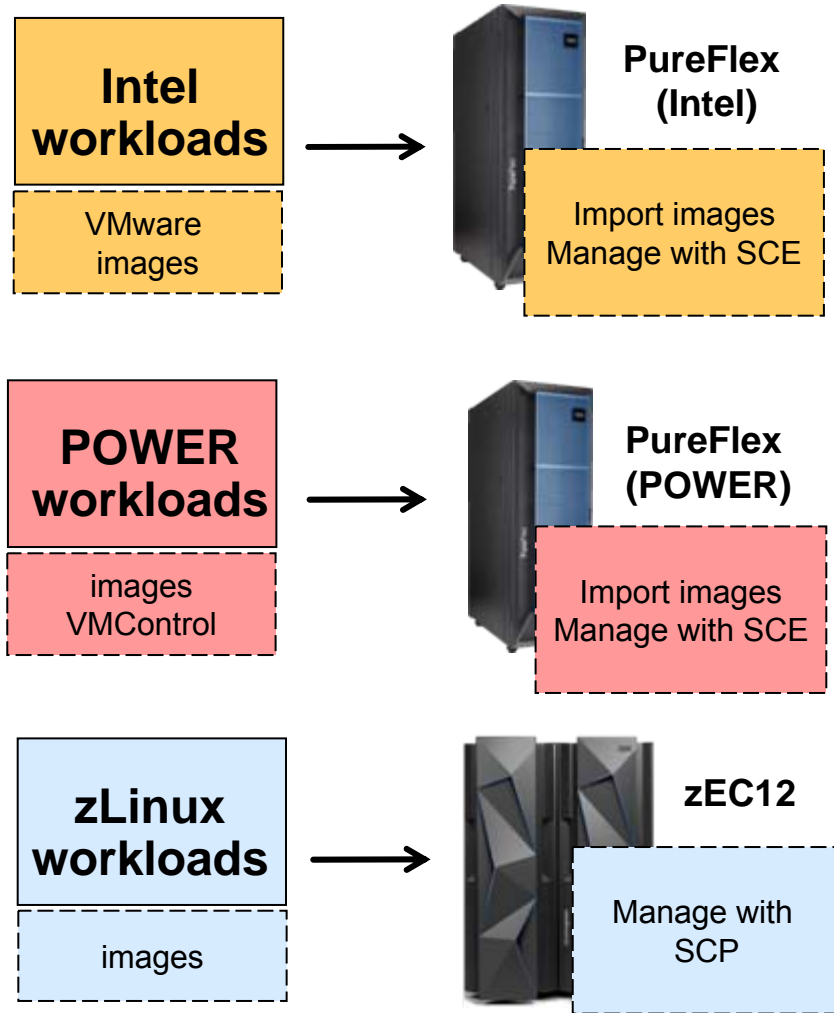 Intel
workloads
VMware
images
PureFlex
(Intel)
Import images
Manage with SCE
POWER
workloads
images
VMControl
PureFlex
(POWER)
Import images
Manage with SCE
zLinux
workloads
images
zEC12
Manage with
SCP